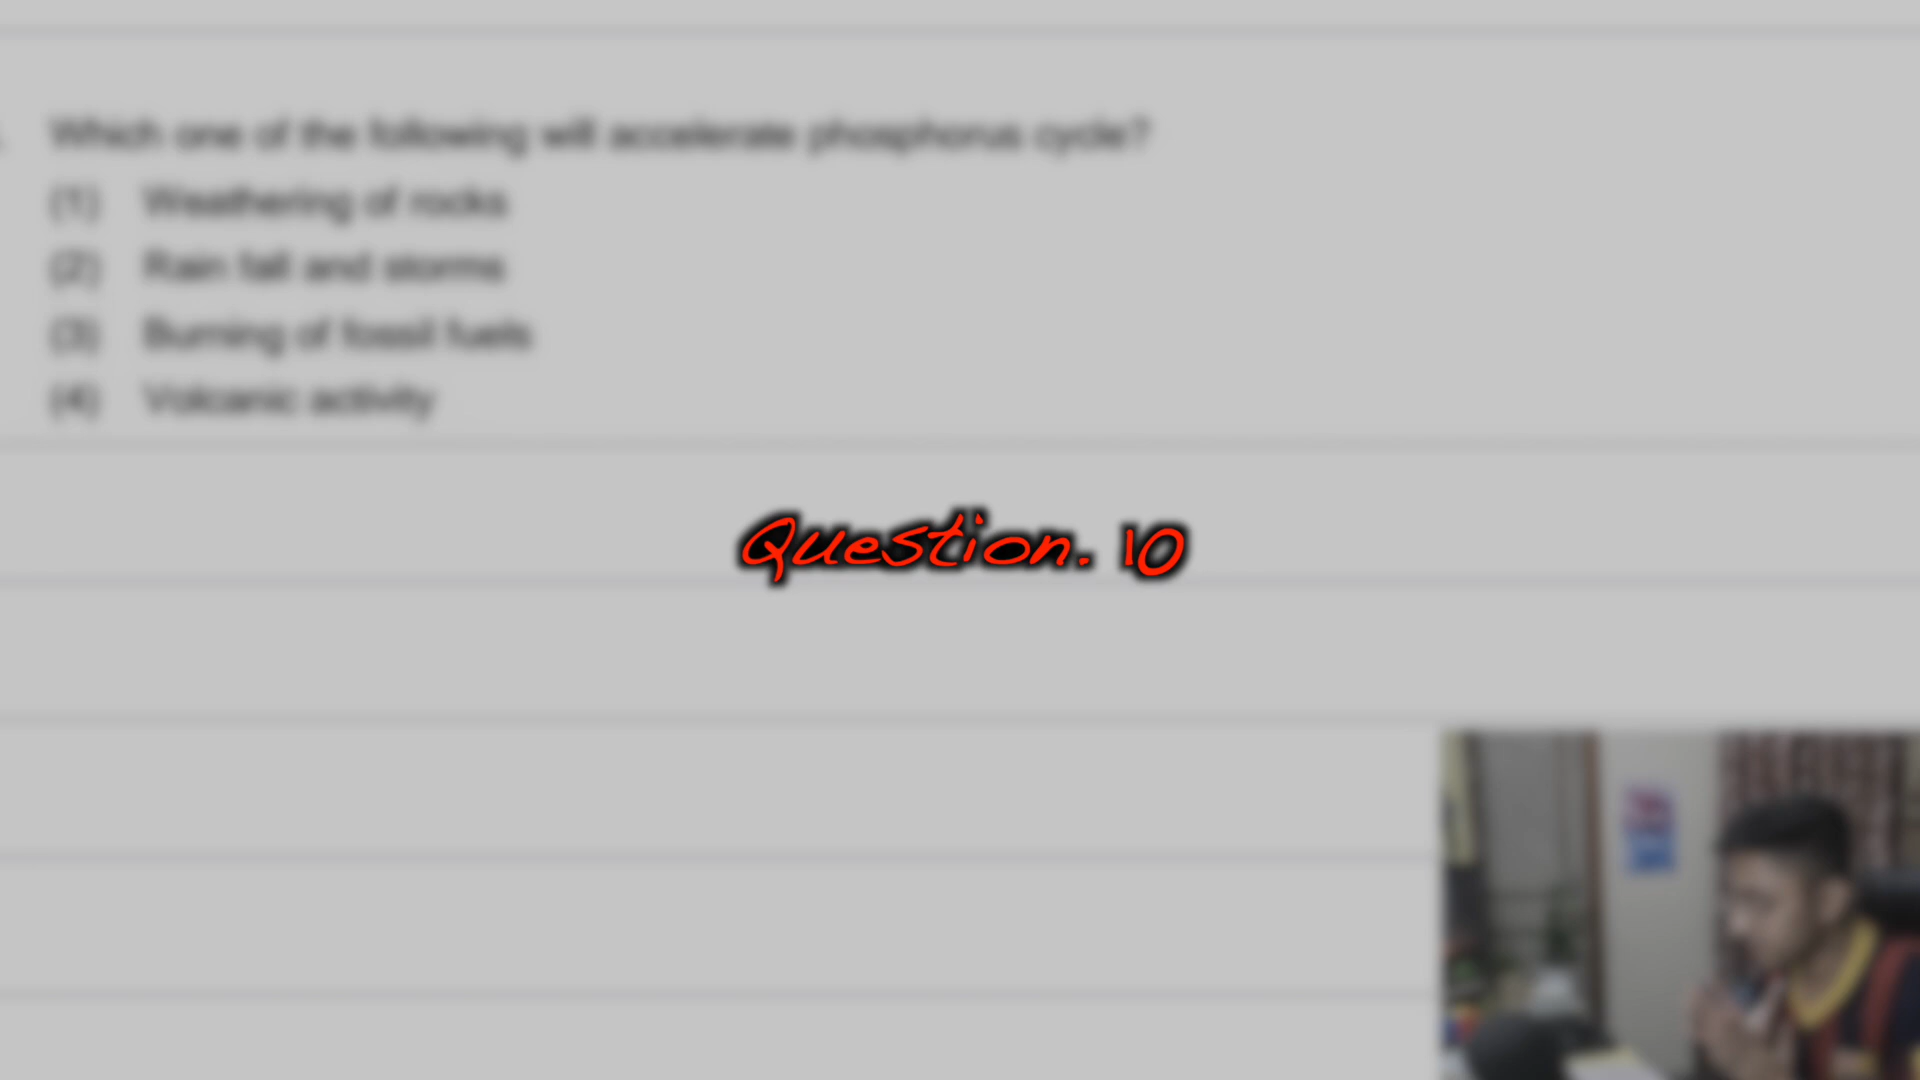 Which one of the following will accelerate phosphorus cycle?
(1) Weathering of rocks
(2) Rain fall and storms
(3) Burning of fossil fuels
(4) Volcanic activity
Question. 10